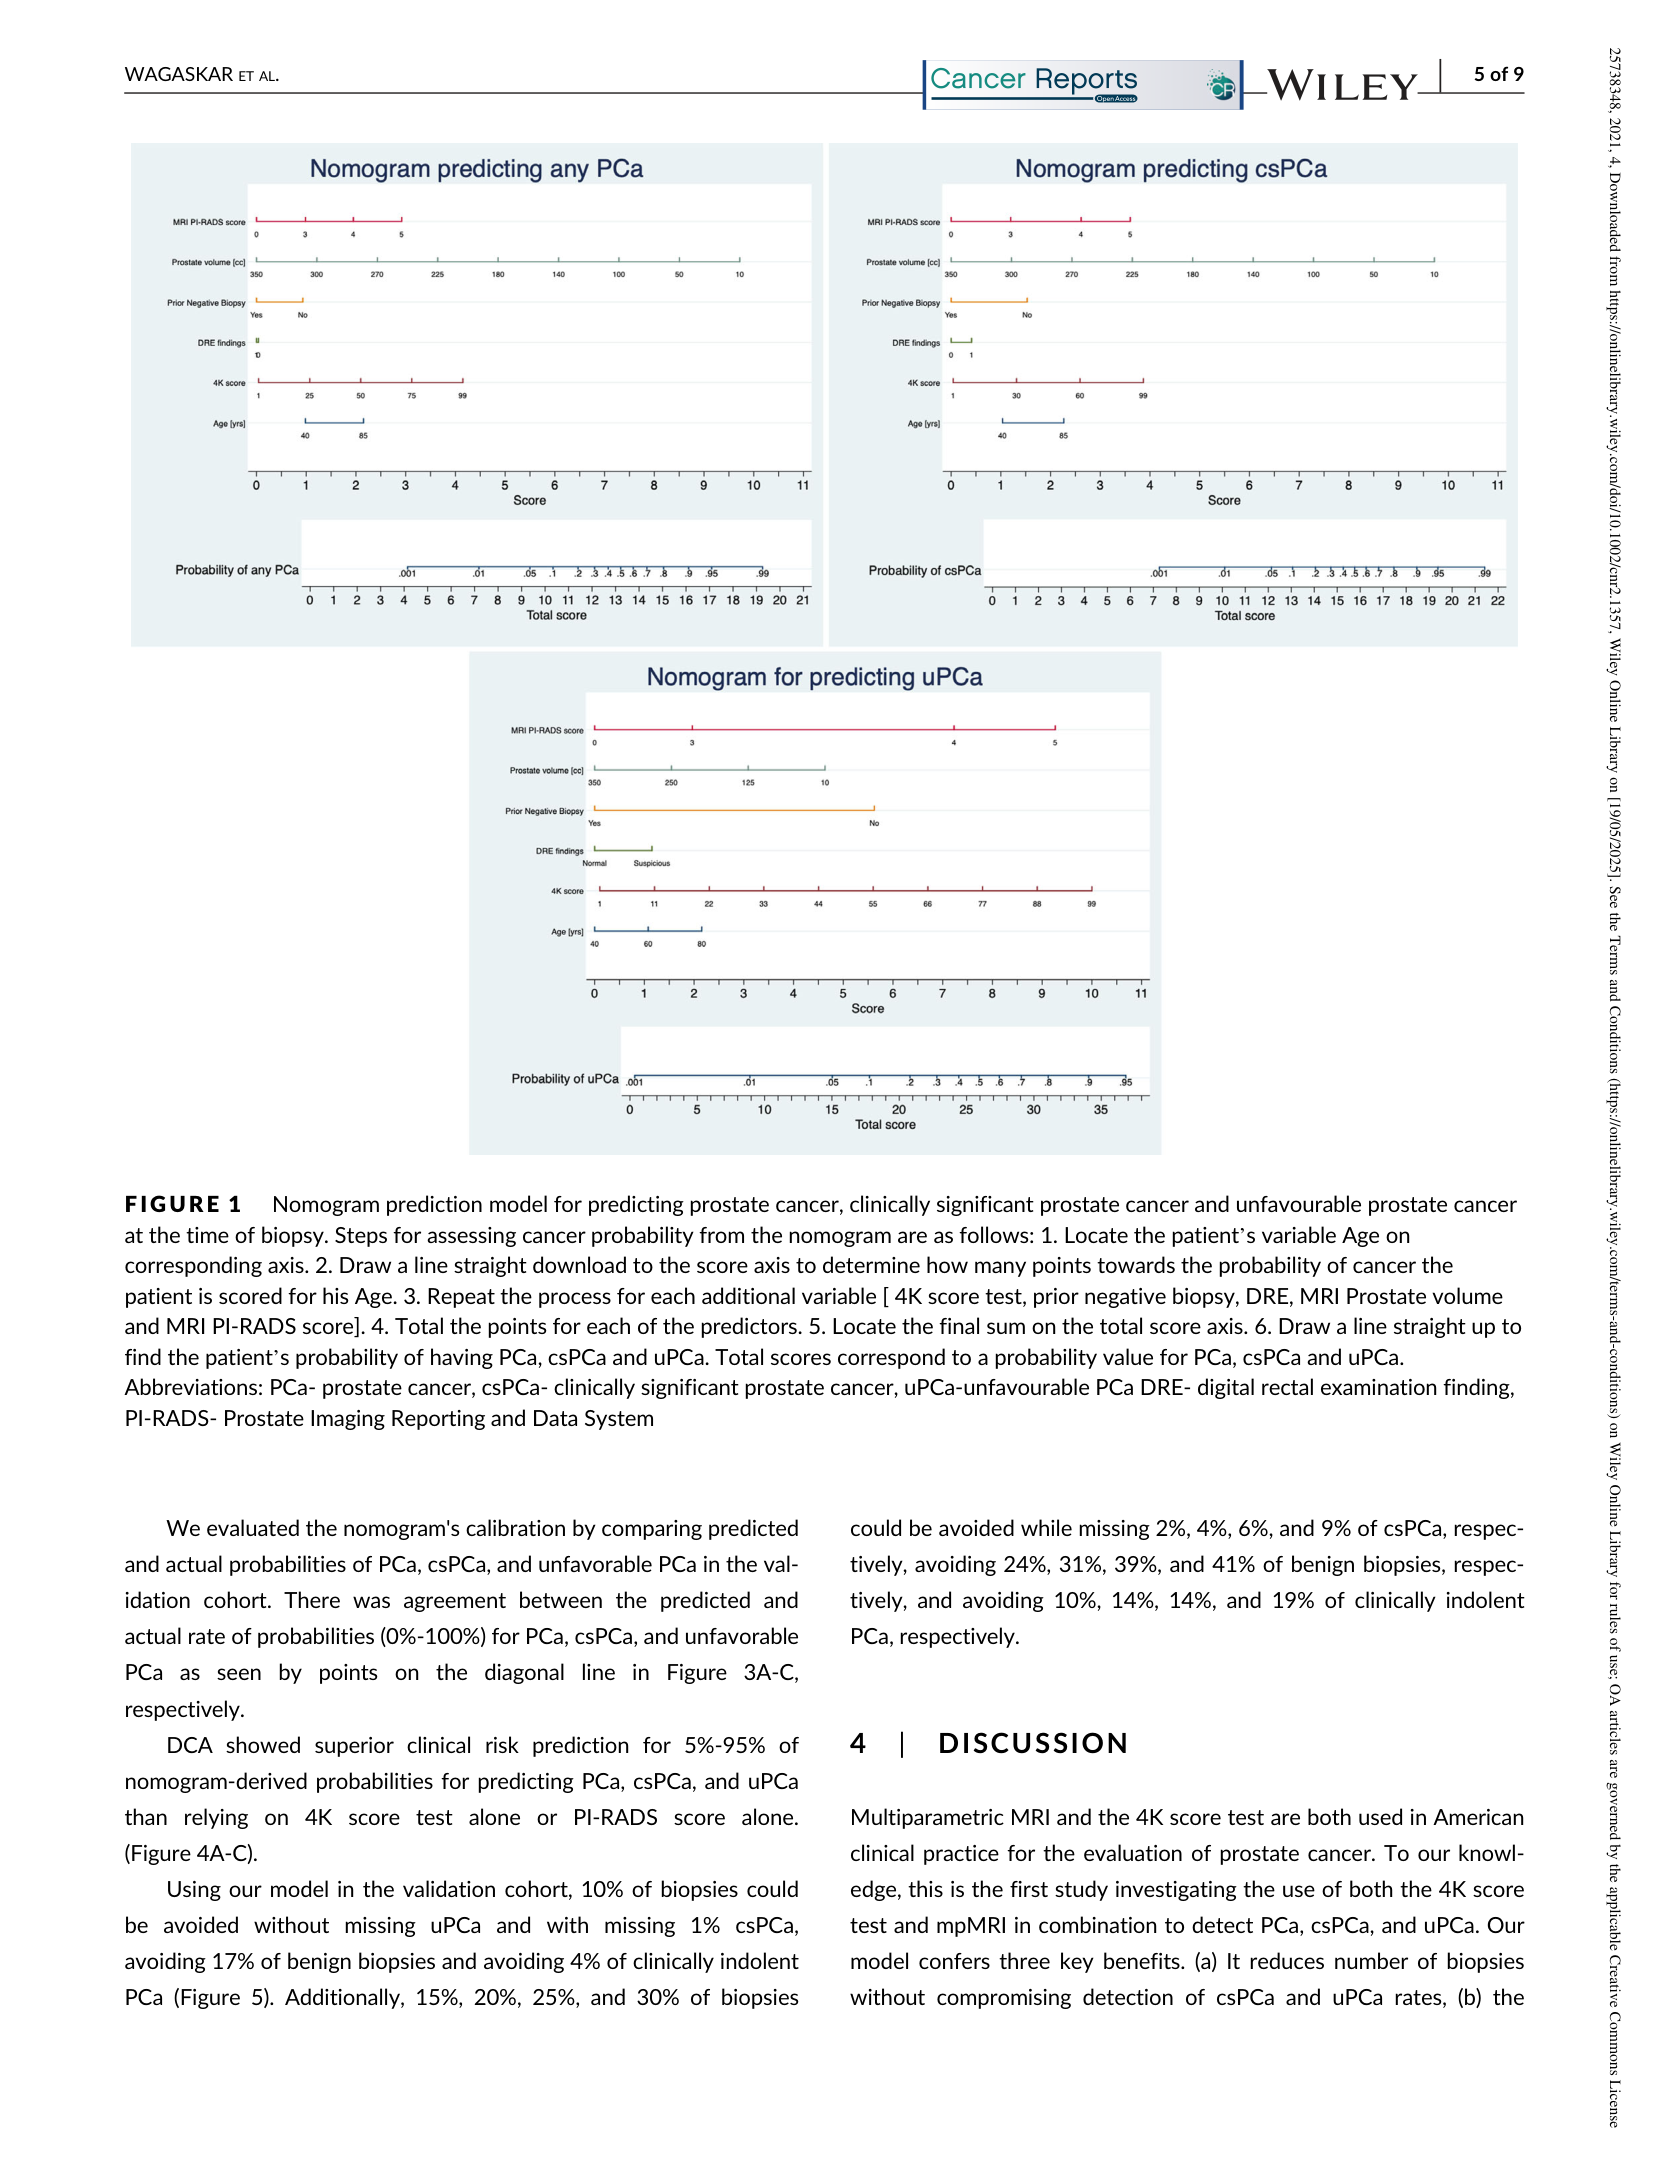 WAGASKAR ET AL.
Cancer Reports
Open Access
CR
WILEY
5 of 9
Nomogram predicting any PCa
MRI PI-RADS score
0 3 4 5
Prostate volume [cc]
350 300 270 225 180 140 100 50 10
Prior Negative Biopsy
Yes No
DRE findings
4K score
1 25 50 75 99
Age [yrs]
40 85
0 1 2 3 4 5 6 7 8 9 10 11
Score
Probability of any PCa
.001 .01 .05 .1 .2 .3 .4 .5 .6 .7 .8 .9 .95 .99
0 1 2 3 4 5 6 7 8 9 10 11 12 13 14 15 16 17 18 19 20 21
Total score
Nomogram predicting csPCa
MRI PI-RADS score
0 3 4 5
Prostate volume [cc]
350 300 270 225 180 140 100 50 10
Prior Negative Biopsy
Yes No
DRE findings
0 1
4K score
1 30 60 99
Age [yrs]
40 85
0 1 2 3 4 5 6 7 8 9 10 11
Score
Probability of csPCa
.001 .01 .05 .1 .2 .3 .4 .5 .6 .7 .8 .9 .95 .99
0 1 2 3 4 5 6 7 8 9 10 11 12 13 14 15 16 17 18 19 20 21 22
Total score
Nomogram for predicting uPCa
MRI PI-RADS score
0 3 4 5
Prostate volume [cc]
350 250 125 10
Prior Negative Biopsy
Yes No
DRE findings
Normal Suspicious
4K score
1 11 22 33 44 55 66 77 88 99
Age [yrs]
40 60 80
0 1 2 3 4 5 6 7 8 9 10 11
Score
Probability of uPCa
.001 .01 .05 .1 .2 .3 .4 .5 .6 .7 .8 .9 .95
0 5 10 15 20 25 30 35
Total score
FIGURE 1 Nomogram prediction model for predicting prostate cancer, clinically significant prostate cancer and unfavourable prostate cancer
at the time of biopsy. Steps for assessing cancer probability from the nomogram are as follows: 1. Locate the patient's variable Age on
corresponding axis. 2. Draw a line straight download to the score axis to determine how many points towards the probability of cancer the
patient is scored for his Age. 3. Repeat the process for each additional variable [ 4K score test, prior negative biopsy, DRE, MRI Prostate volume
and MRI PI-RADS score]. 4. Total the points for each of the predictors. 5. Locate the final sum on the total score axis. 6. Draw a line straight up to
find the patient's probability of having PCa, csPCa and uPCa. Total scores correspond to a probability value for PCa, csPCa and uPCa.
Abbreviations: PCa- prostate cancer, csPCa- clinically significant prostate cancer, uPCa-unfavourable PCa DRE- digital rectal examination finding,
PI-RADS- Prostate Imaging Reporting and Data System
We evaluated the nomogram's calibration by comparing predicted
and actual probabilities of PCa, csPCa, and unfavorable PCa in the val-
idation cohort. There was agreement between the predicted and
actual rate of probabilities (0%-100%) for PCa, csPCa, and unfavorable
PCa as seen by points on the diagonal line in Figure 3A-C,
respectively.
DCA showed superior clinical risk prediction for 5%-95% of
nomogram-derived probabilities for predicting PCa, csPCa, and uPCa
than relying on 4K score test alone or PI-RADS score alone.
(Figure 4A-C).
Using our model in the validation cohort, 10% of biopsies could
be avoided without missing uPCa and with missing 1% csPCa,
avoiding 17% of benign biopsies and avoiding 4% of clinically indolent
PCa (Figure 5). Additionally, 15%, 20%, 25%, and 30% of biopsies
could be avoided while missing 2%, 4%, 6%, and 9% of csPCa, respec-
tively, avoiding 24%, 31%, 39%, and 41% of benign biopsies, respec-
tively, and avoiding 10%, 14%, 14%, and 19% of clinically indolent
PCa, respectively.
4 | DISCUSSION
Multiparametric MRI and the 4K score test are both used in American
clinical practice for the evaluation of prostate cancer. To our knowl-
edge, this is the first study investigating the use of both the 4K score
test and mpMRI in combination to detect PCa, csPCa, and uPCa. Our
model confers three key benefits. (a) It reduces number of biopsies
without compromising detection of csPCa and uPCa rates, (b) the
25738348, 2021, 4, Downloaded from https://onlinelibrary.wiley.com/doi/10.1002/cnr2.1357, Wiley Online Library on [19/05/2025]. See the Terms and Conditions (https://onlinelibrary.wiley.com/terms-and-conditions) on Wiley Online Library for rules of use; OA articles are governed by the applicable Creative Commons License